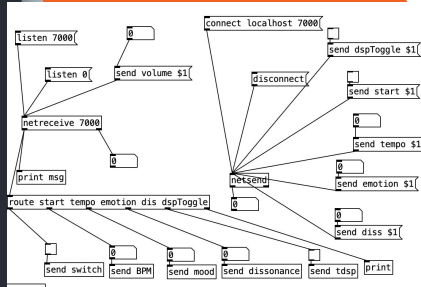 connect localhost 7000
listen 7000
0
send dspToggle $1
listen 0
send volume $1
disconnect
send start $1
0
netreceive 7000
send tempo $1
0
0
print msg
netsend
send emotion $1
0
0
route start tempo emotion dis dspToggle
send diss $1
0
0
0
send switch
send BPM
send mood
send dissonance
send tdsp
print